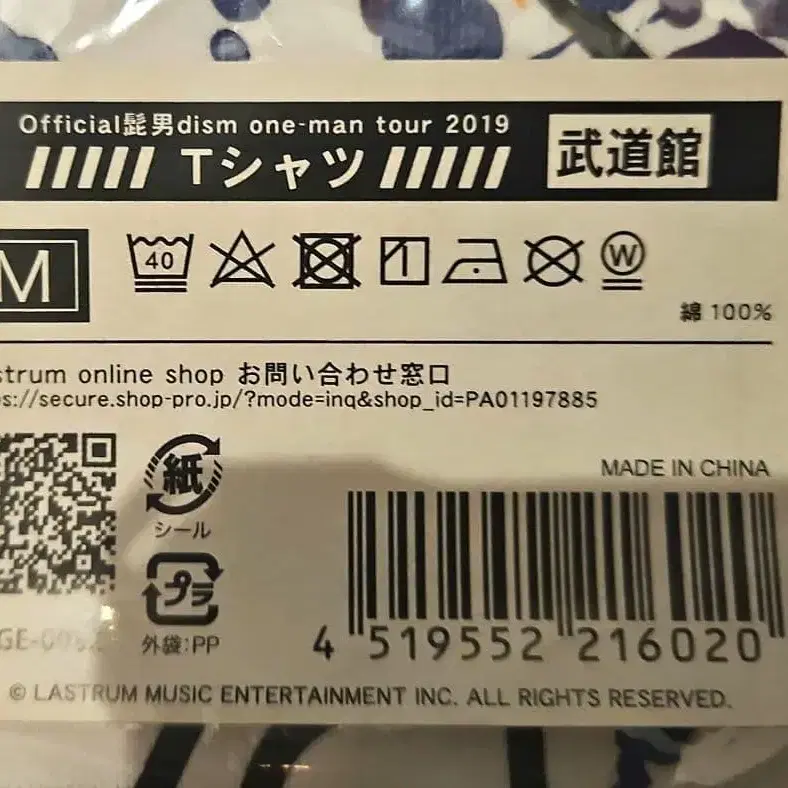 Official髭男dism one-man tour 2019
Tシャツ
武道館
M
40
W
綿 100%
online shop お問い合わせ窓口
s://secure.shop-pro.jp/?mode=inq&shop_id=PA01197885
紙
シール
MADE IN CHINA
プラ
外袋:PP
4 519552 216020
© LASTRUM MUSIC ENTERTAINMENT INC. ALL RIGHTS RESERVED.